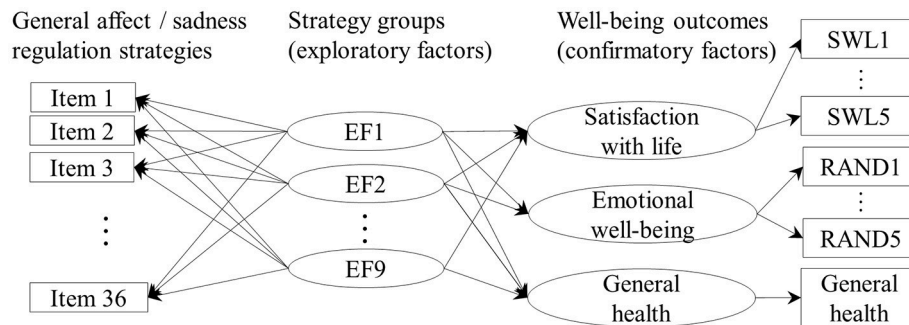 General affect / sadness
regulation strategies
Strategy groups
(exploratory factors)
Well-being outcomes
(confirmatory factors)
Item 1
Item 2
Item 3
⋮
Item 36
EF1
EF2
⋮
EF9
Satisfaction
with life
Emotional
well-being
General
health
SWL1
⋮
SWL5
RAND1
⋮
RAND5
General
health